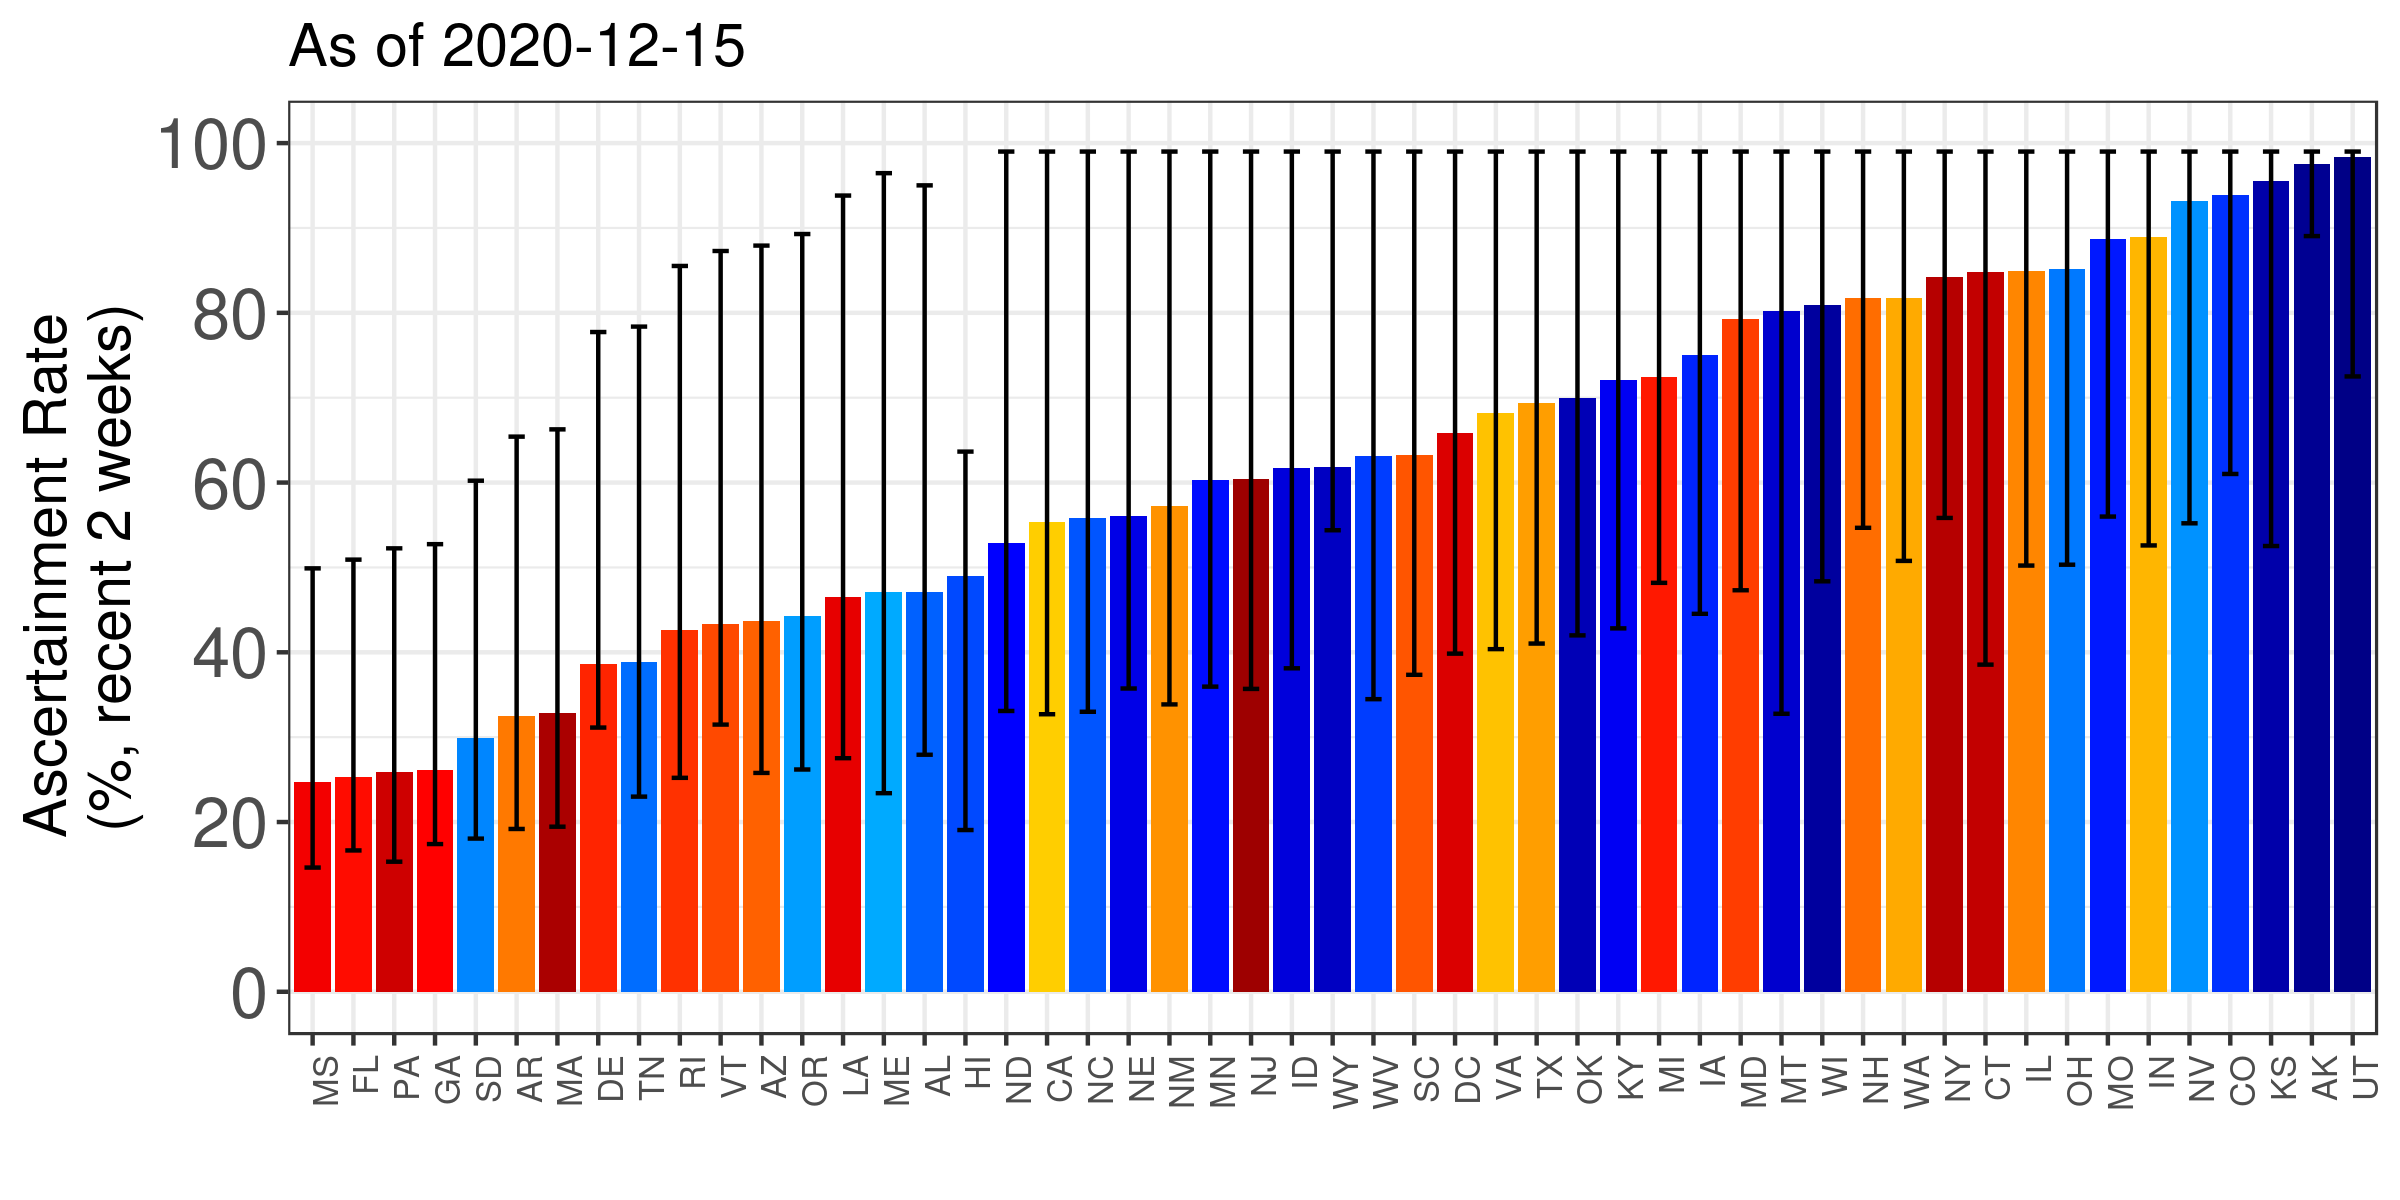 As of 2020-12-15
Ascertainment Rate
(%, recent 2 weeks)
100
80
60
40
20
0
MS FL PA GA SD AR MA DE TN RI VT AZ OR LA ME AL HI ND CA NC NE NM MN NJ ID WY WV SC DC VA TX OK KY MI IA MD MT WI NH WA NY CT IL OH MO IN NV CO KS AK UT